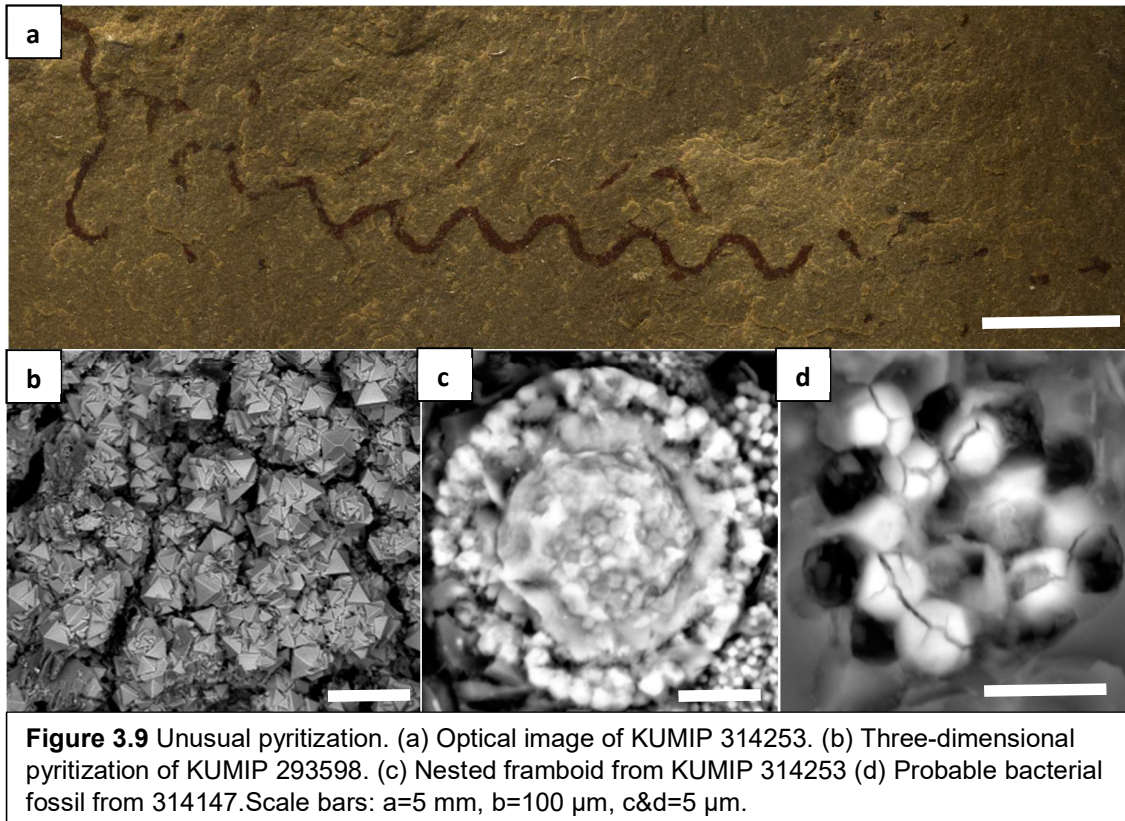 a
b
c
d
Figure 3.9 Unusual pyritization. (a) Optical image of KUMIP 314253. (b) Three-dimensional
pyritization of KUMIP 293598. (c) Nested framboid from KUMIP 314253 (d) Probable bacterial
fossil from 314147.Scale bars: a=5 mm, b=100 µm, c&d=5 µm.